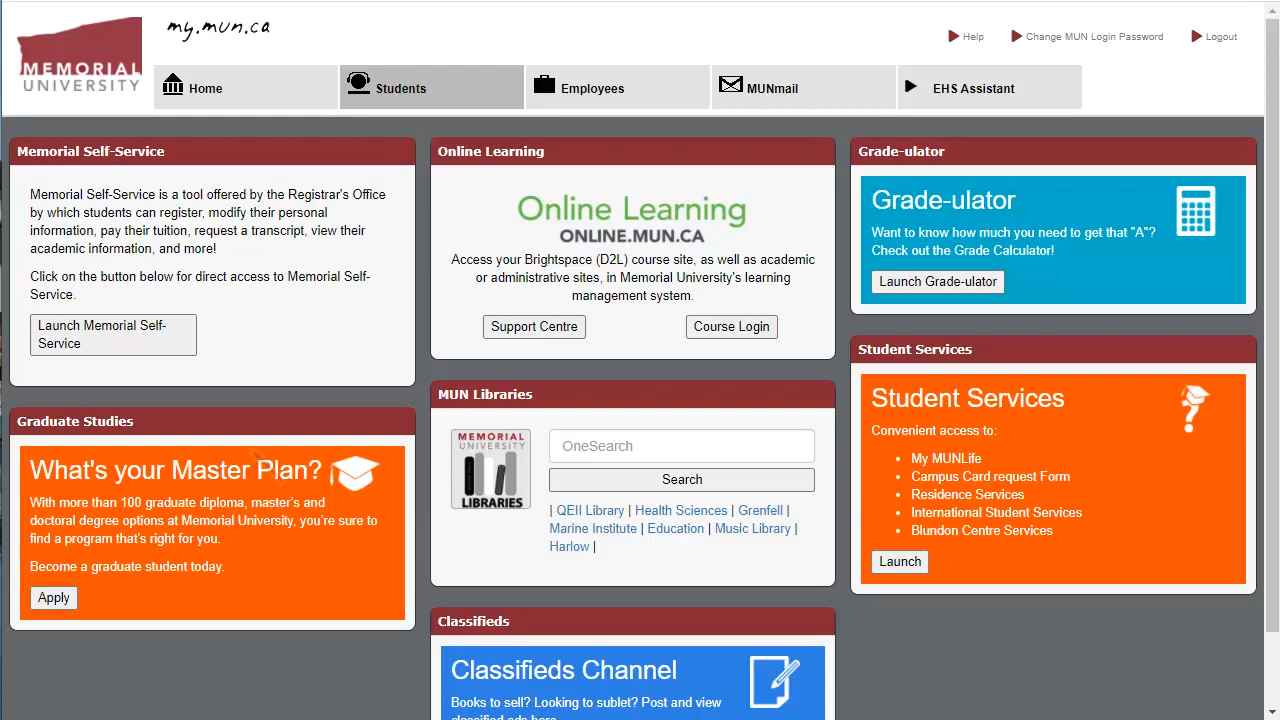 MEMORIAL
UNIVERSITY
my.mun.ca
Help
Change MUN Login Password
Logout
Home
Students
Employees
MUNmail
EHS Assistant
Memorial Self-Service
Memorial Self-Service is a tool offered by the Registrar's Office
by which students can register, modify their personal
information, pay their tuition, request a transcript, view their
academic information, and more!
Click on the button below for direct access to Memorial Self-
Service.
Launch Memorial Self-
Service
Graduate Studies
What's your Master Plan?
With more than 100 graduate diploma, master's and
doctoral degree options at Memorial University, you're sure to
find a program that's right for you.
Become a graduate student today.
Apply
Online Learning
Online Learning
ONLINE.MUN.CA
Access your Brightspace (D2L) course site, as well as academic
or administrative sites, in Memorial University's learning
management system.
Support Centre
Course Login
MUN Libraries
MEMORIAL
UNIVERSITY
LIBRARIES
OneSearch
Search
| QEII Library | Health Sciences | Grenfell |
Marine Institute | Education | Music Library |
Harlow |
Classifieds
Classifieds Channel
Books to sell? Looking to sublet? Post and view
classified ads here
Grade-ulator
Grade-ulator
Want to know how much you need to get that "A"?
Check out the Grade Calculator!
Launch Grade-ulator
Student Services
Student Services
Convenient access to:
• My MUNLife
• Campus Card request Form
• Residence Services
• International Student Services
• Blundon Centre Services
Launch